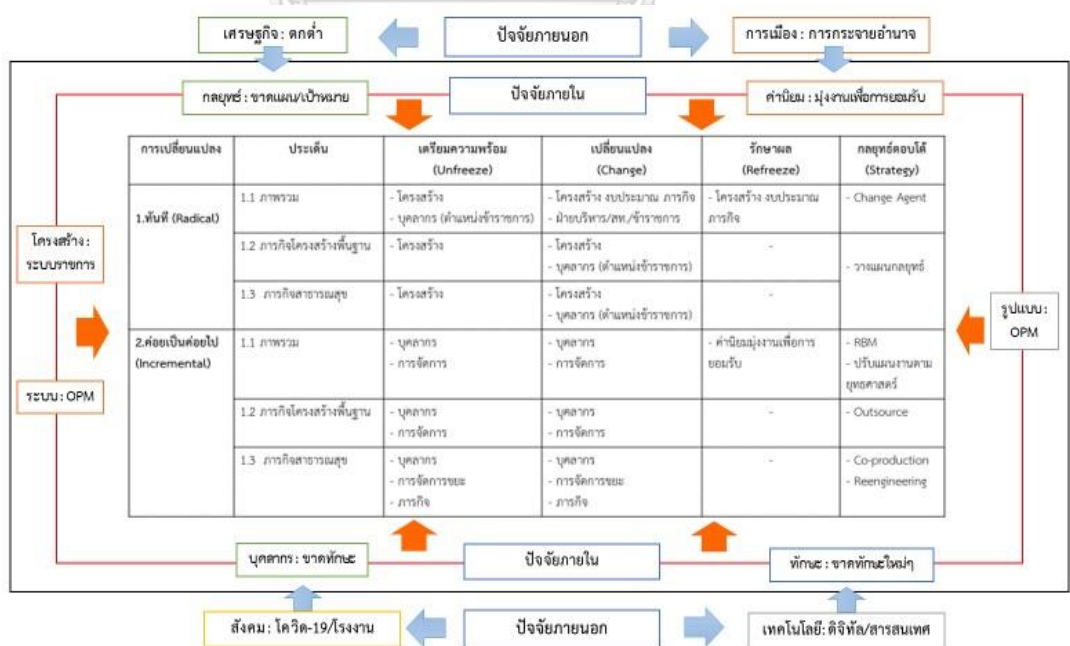 เศรษฐกิจ : ตกต่ำ
ปัจจัยภายนอก
การเมือง : การกระจายอำนาจ
กลยุทธ์ : ขาดแผน/เป้าหมาย
ปัจจัยภายใน
ค่านิยม : มุ่งงานเพื่อการยอมรับ
การเปลี่ยนแปลง
ประเด็น
เตรียมความพร้อม
(Unfreeze)
เปลี่ยนแปลง
(Change)
รักษาผล
(Refreeze)
กลยุทธ์ตอบโต้
(Strategy)
1.ทันที (Radical)
1.1 ภาพรวม
- โครงสร้าง
- บุคลากร (ตำแหน่งข้าราชการ)
- โครงสร้าง งบประมาณ ภารกิจ
- ฝ่ายบริหาร/สท./ข้าราชการ
- โครงสร้าง งบประมาณ
ภารกิจ
- Change Agent
1.2 ภารกิจโครงสร้างพื้นฐาน
- โครงสร้าง
- โครงสร้าง
- บุคลากร (ตำแหน่งข้าราชการ)
-
- วางแผนกลยุทธ์
1.3 ภารกิจสาธารณสุข
- โครงสร้าง
- โครงสร้าง
- บุคลากร (ตำแหน่งข้าราชการ)
-
2.ค่อยเป็นค่อยไป
(Incremental)
1.1 ภาพรวม
- บุคลากร
- การจัดการ
- บุคลากร
- การจัดการ
- ค่านิยมมุ่งงานเพื่อการ
ยอมรับ
- RBM
- ปรับแผนงานตาม
ยุทธศาสตร์
1.2 ภารกิจโครงสร้างพื้นฐาน
- บุคลากร
- การจัดการ
- บุคลากร
- การจัดการ
-
- Outsource
1.3 ภารกิจสาธารณสุข
- บุคลากร
- การจัดการขยะ
- ภารกิจ
- บุคลากร
- การจัดการขยะ
- ภารกิจ
-
- Co-production
- Reengineering
โครงสร้าง :
ระบบราชการ
ระบบ : OPM
รูปแบบ :
OPM
บุคลากร : ขาดทักษะ
ปัจจัยภายใน
ทักษะ : ขาดทักษะใหม่ๆ
สังคม : โควิด-19/โรงงาน
ปัจจัยภายนอก
เทคโนโลยี : ดิจิทัล/สารสนเทศ